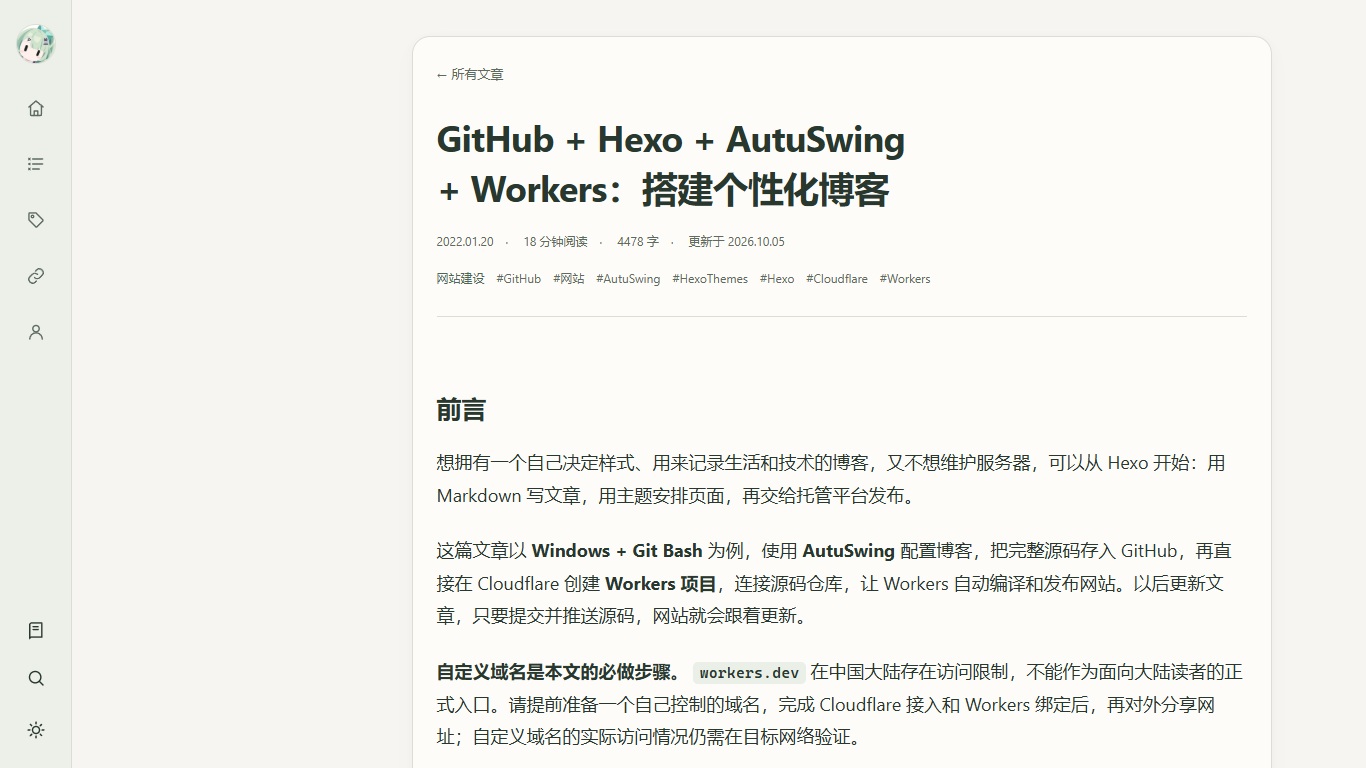 ← 所有文章
GitHub + Hexo + AutuSwing
+ Workers：搭建个性化博客
2022.01.20 · 18 分钟阅读 · 4478 字 · 更新于 2026.10.05
网站建设 #GitHub #网站 #AutuSwing #HexoThemes #Hexo #Cloudflare #Workers
前言
想拥有一个自己决定样式、用来记录生活和技术的博客，又不想维护服务器，可以从 Hexo 开始：用
Markdown 写文章，用主题安排页面，再交给托管平台发布。
这篇文章以 Windows + Git Bash 为例，使用 AutuSwing 配置博客，把完整源码存入 GitHub，再直
接在 Cloudflare 创建 Workers 项目，连接源码仓库，让 Workers 自动编译和发布网站。以后更新文
章，只要提交并推送源码，网站就会跟着更新。
自定义域名是本文的必做步骤。 workers.dev 在中国大陆存在访问限制，不能作为面向大陆读者的正
式入口。请提前准备一个自己控制的域名，完成 Cloudflare 接入和 Workers 绑定后，再对外分享网
址；自定义域名的实际访问情况仍需在目标网络验证。